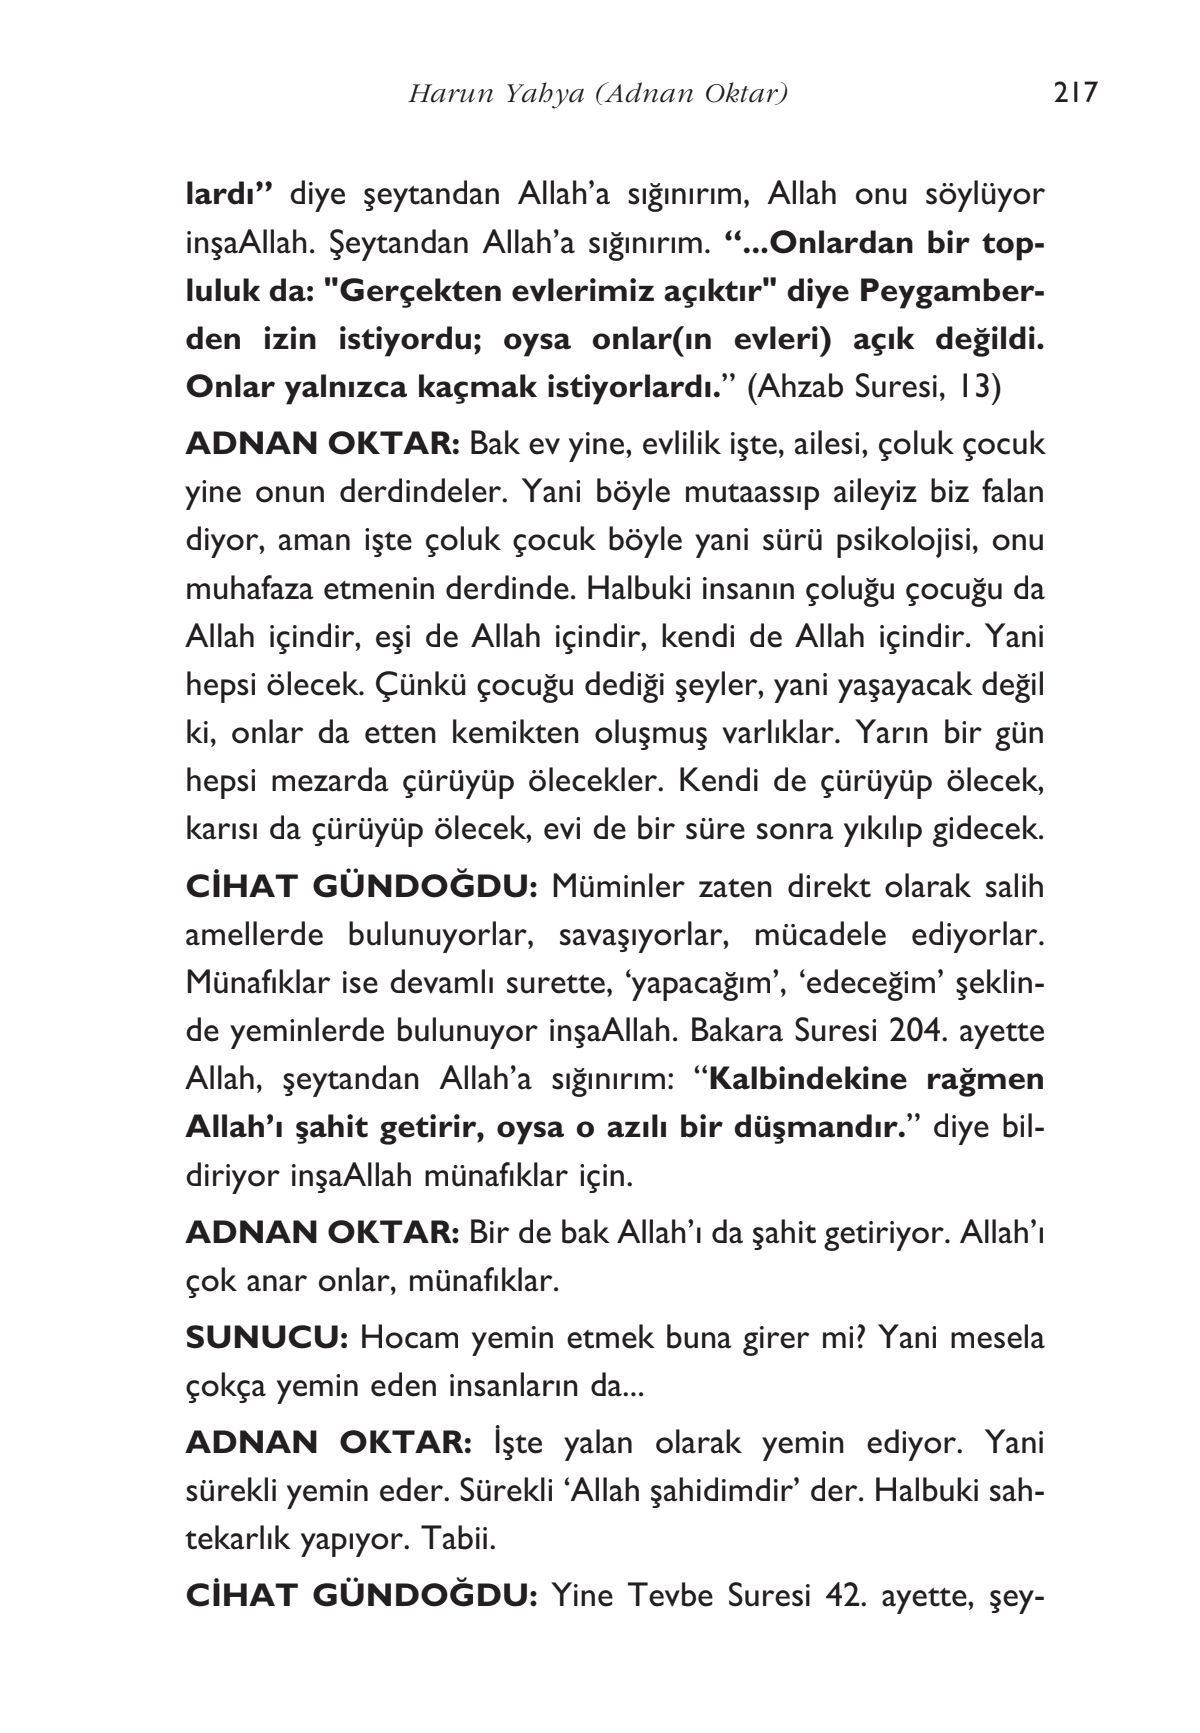 Harun Yahya (Adnan Oktar) 217
lardı” diye şeytandan Allah’a sığınırım, Allah onu söylüyor
inşaAllah. Şeytandan Allah’a sığınırım. “...Onlardan bir top-
luluk da: "Gerçekten evlerimiz açıktır" diye Peygamber-
den izin istiyordu; oysa onlar(ın evleri) açık değildi.
Onlar yalnızca kaçmak istiyorlardı.” (Ahzab Suresi, 13)
ADNAN OKTAR: Bak ev yine, evlilik işte, ailesi, çoluk çocuk
yine onun derdindeler. Yani böyle mutaassıp aileyiz biz falan
diyor, aman işte çoluk çocuk böyle yani sürü psikolojisi, onu
muhafaza etmenin derdinde. Halbuki insanın çoluğu çocuğu da
Allah içindir, eşi de Allah içindir, kendi de Allah içindir. Yani
hepsi ölecek. Çünkü çocuğu dediği şeyler, yani yaşayacak değil
ki, onlar da etten kemikten oluşmuş varlıklar. Yarın bir gün
hepsi mezarda çürüyüp ölecekler. Kendi de çürüyüp ölecek,
karısı da çürüyüp ölecek, evi de bir süre sonra yıkılıp gidecek.
CİHAT GÜNDOĞDU: Müminler zaten direkt olarak salih
amellerde bulunuyorlar, savaşıyorlar, mücadele ediyorlar.
Münafıklar ise devamlı surette, ‘yapacağım’, ‘edeceğim’ şeklin-
de yeminlerde bulunuyor inşaAllah. Bakara Suresi 204. ayette
Allah, şeytandan Allah’a sığınırım: “Kalbindekine rağmen
Allah’ı şahit getirir, oysa o azılı bir düşmandır.” diye bil-
diriyor inşaAllah münafıklar için.
ADNAN OKTAR: Bir de bak Allah’ı da şahit getiriyor. Allah’ı
çok anar onlar, münafıklar.
SUNUCU: Hocam yemin etmek buna girer mi? Yani mesela
çokça yemin eden insanların da...
ADNAN OKTAR: İşte yalan olarak yemin ediyor. Yani
sürekli yemin eder. Sürekli ‘Allah şahidimdir’ der. Halbuki sah-
tekarlık yapıyor. Tabii.
CİHAT GÜNDOĞDU: Yine Tevbe Suresi 42. ayette, şey-